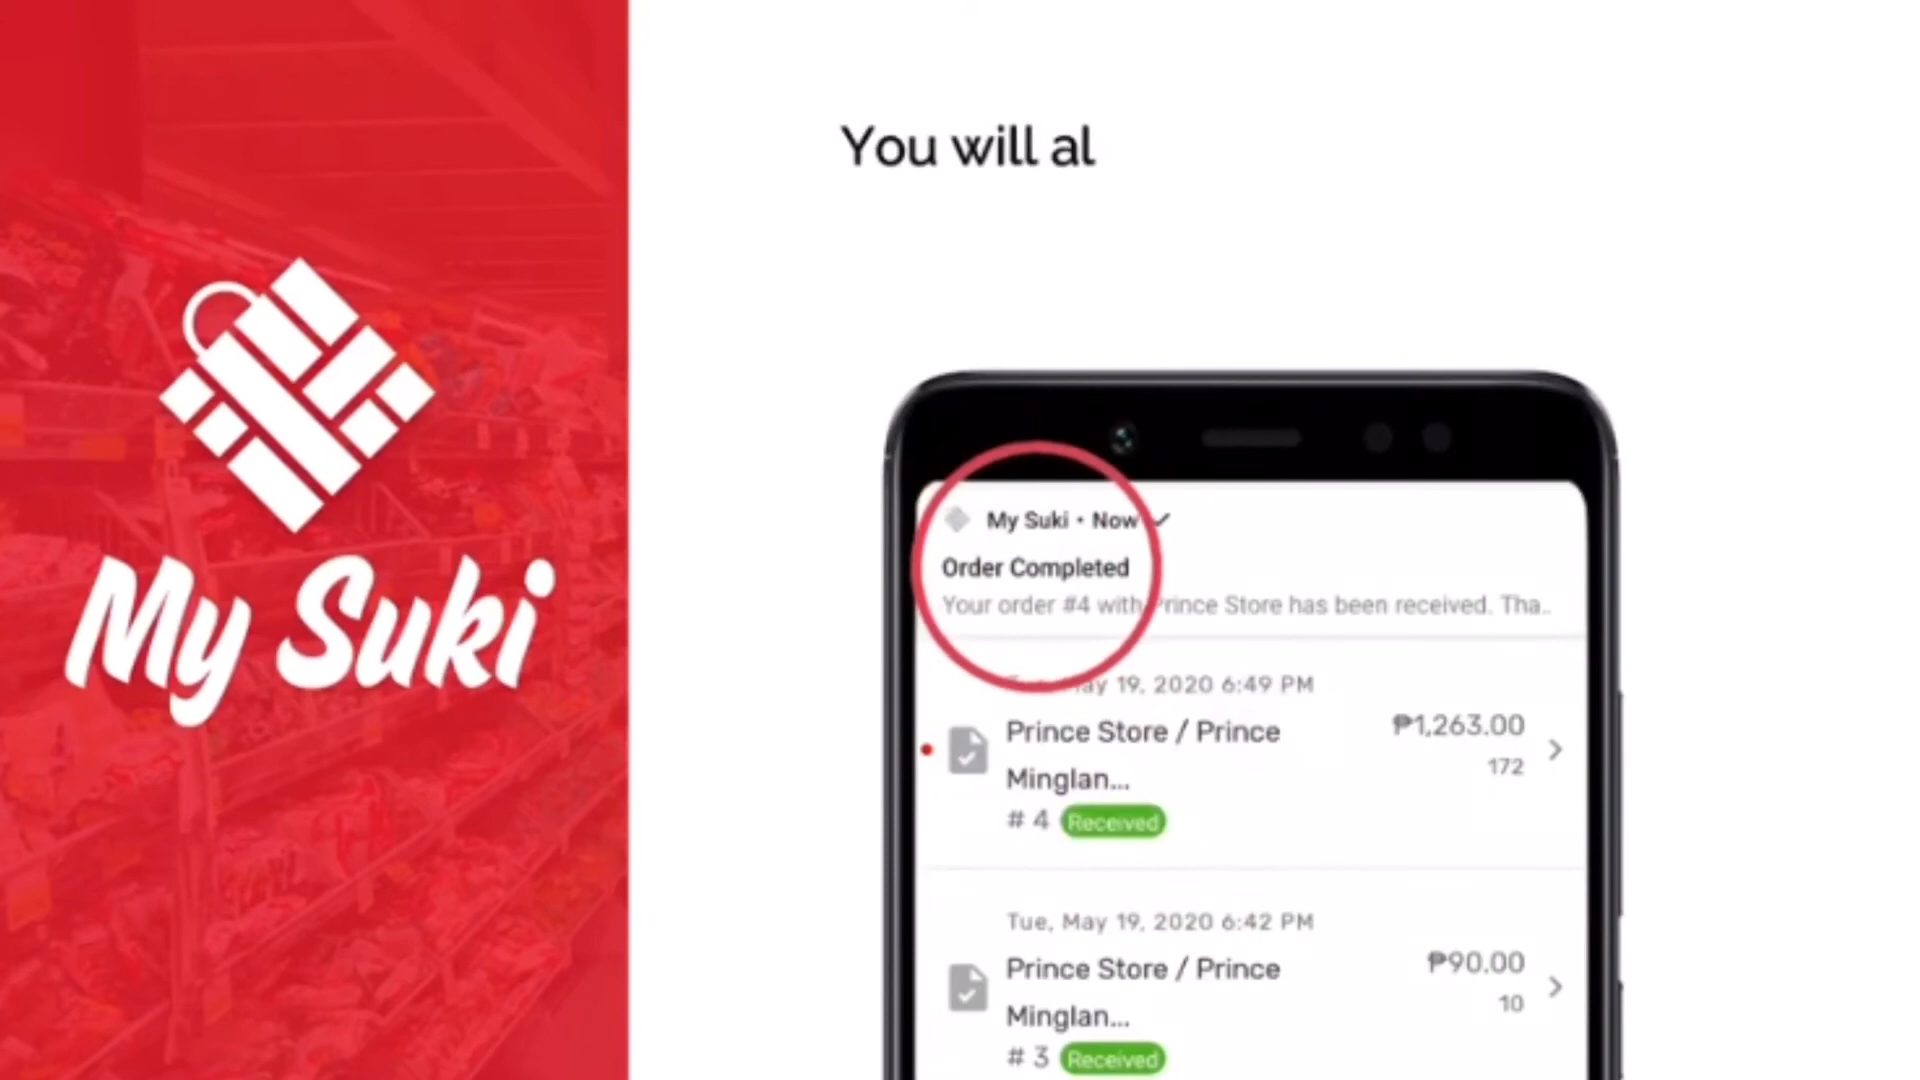 My Suki
You will al
My Suki • Now
Order Completed
Your order #4 with Prince Store has been received. Tha..
Tue, May 19, 2020 6:49 PM
Prince Store / Prince
Minglan...
₱1,263.00
172
# 4 Received
Tue, May 19, 2020 6:42 PM
Prince Store / Prince
Minglan...
₱90.00
10
# 3 Received